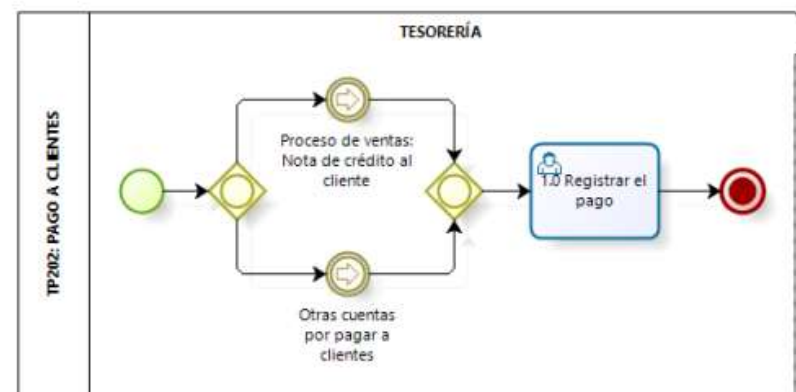 TESORERÍA
TP202: PAGO A CLIENTES
Proceso de ventas:
Nota de crédito al
cliente
1.0 Registrar el
pago
Otras cuentas
por pagar a
clientes